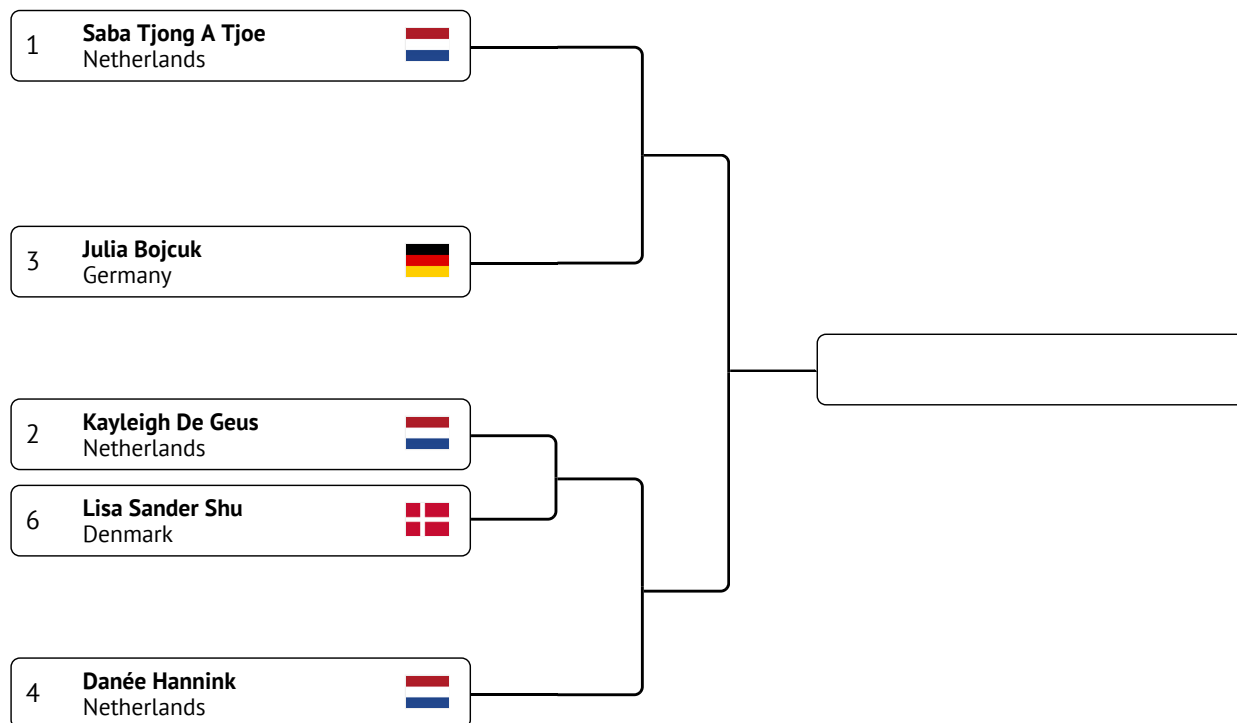 1
Saba Tjong A Tjoe
Netherlands
3
Julia Bojcuk
Germany
2
Kayleigh De Geus
Netherlands
6
Lisa Sander Shu
Denmark
4
Danée Hannink
Netherlands